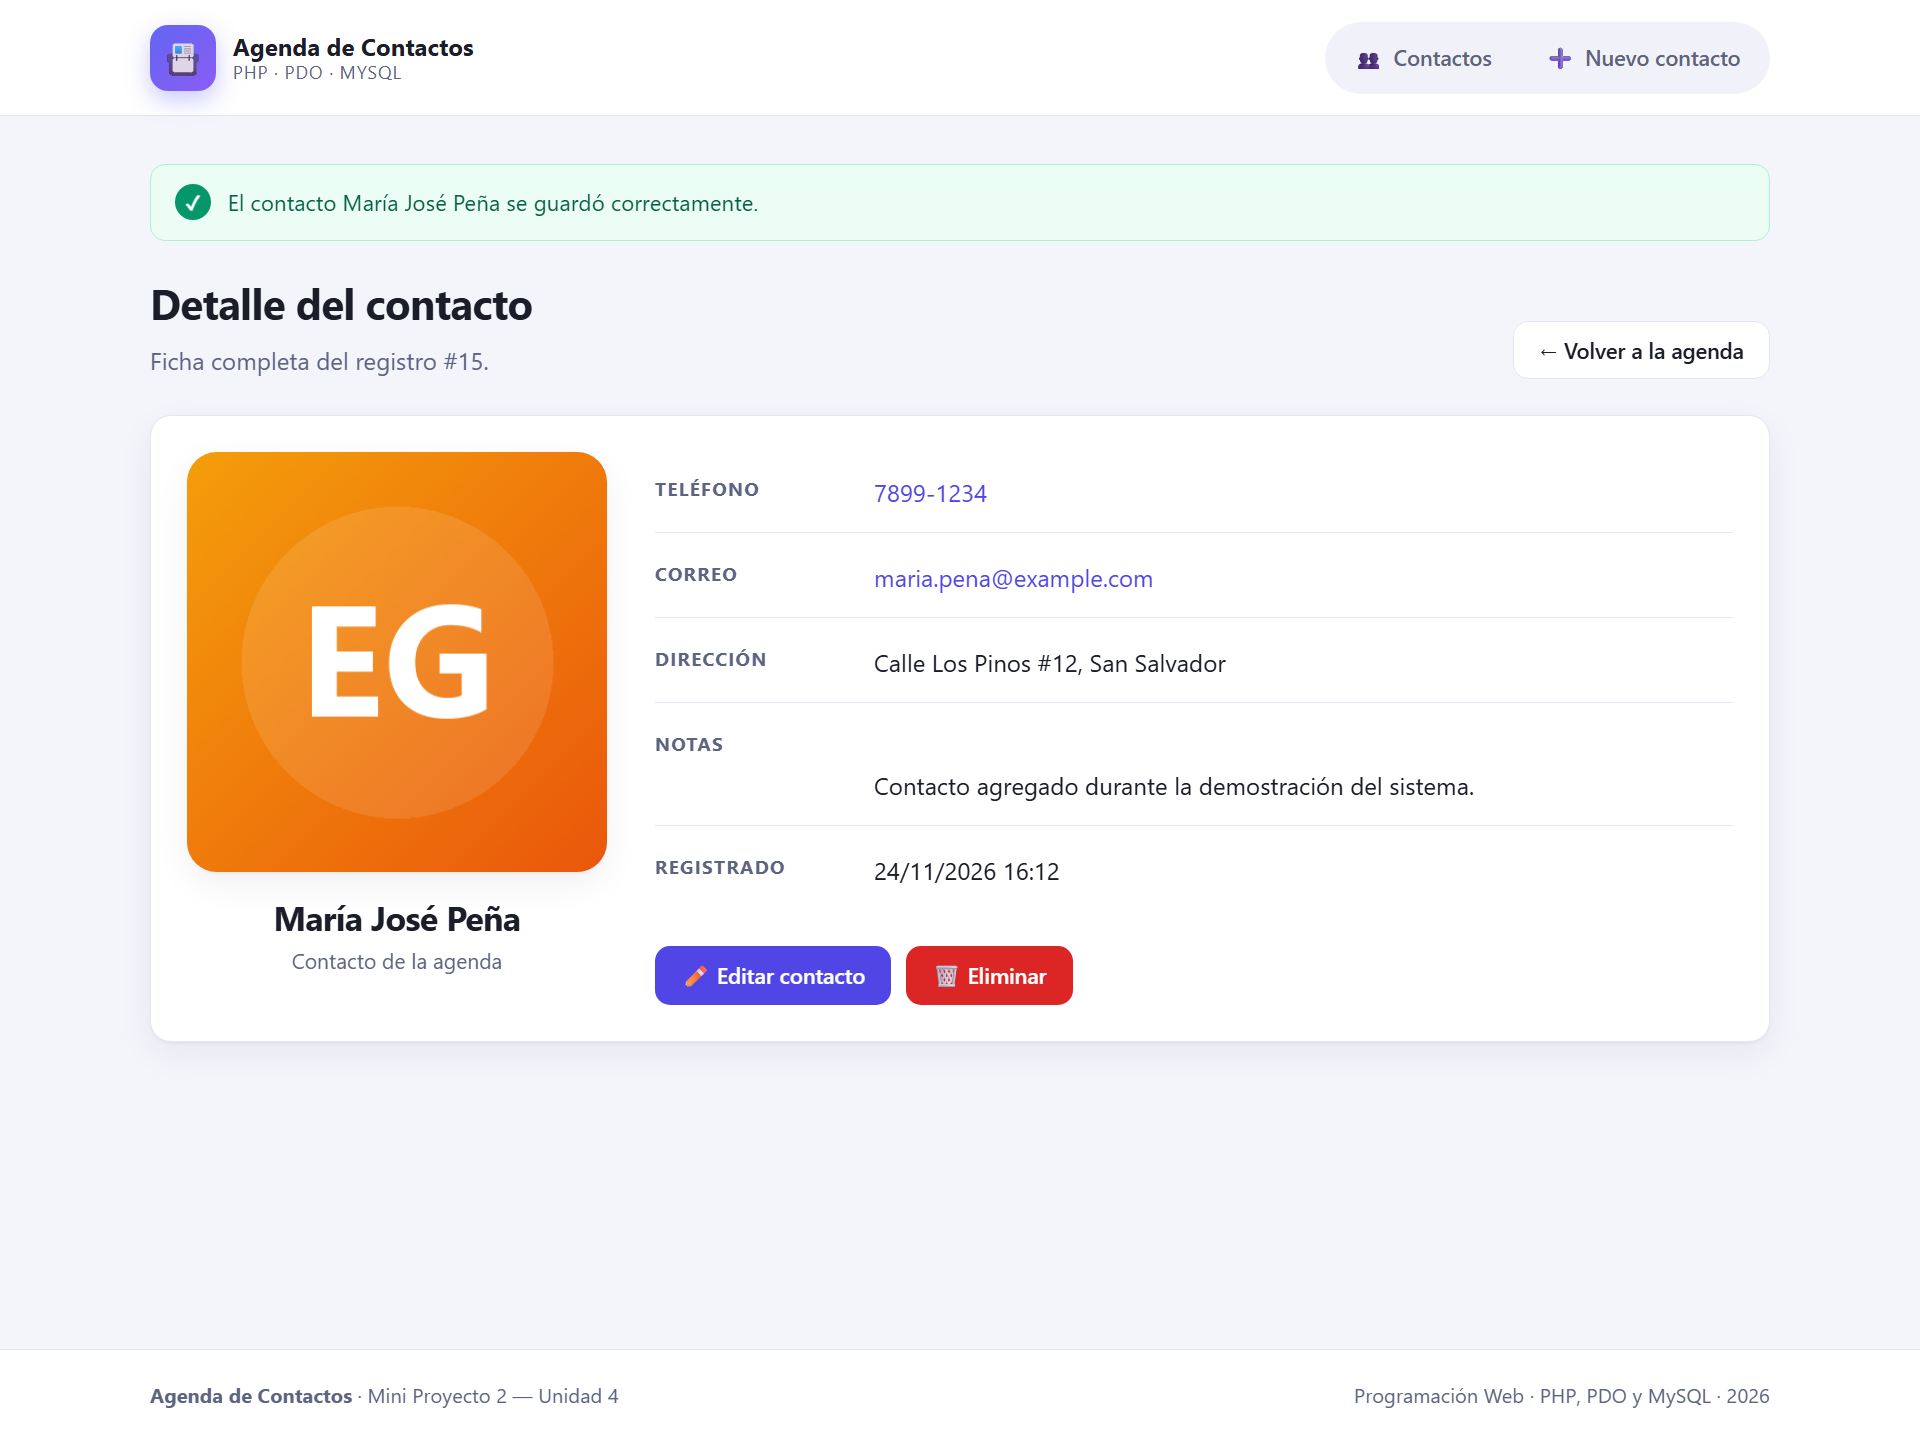 Agenda de Contactos
PHP · PDO · MYSQL
Contactos
Nuevo contacto
El contacto María José Peña se guardó correctamente.
Detalle del contacto
Ficha completa del registro #15.
← Volver a la agenda
EG
María José Peña
Contacto de la agenda
TELÉFONO
7899-1234
CORREO
maria.pena@example.com
DIRECCIÓN
Calle Los Pinos #12, San Salvador
NOTAS
Contacto agregado durante la demostración del sistema.
REGISTRADO
24/11/2026 16:12
Editar contacto
Eliminar
Agenda de Contactos · Mini Proyecto 2 — Unidad 4
Programación Web · PHP, PDO y MySQL · 2026